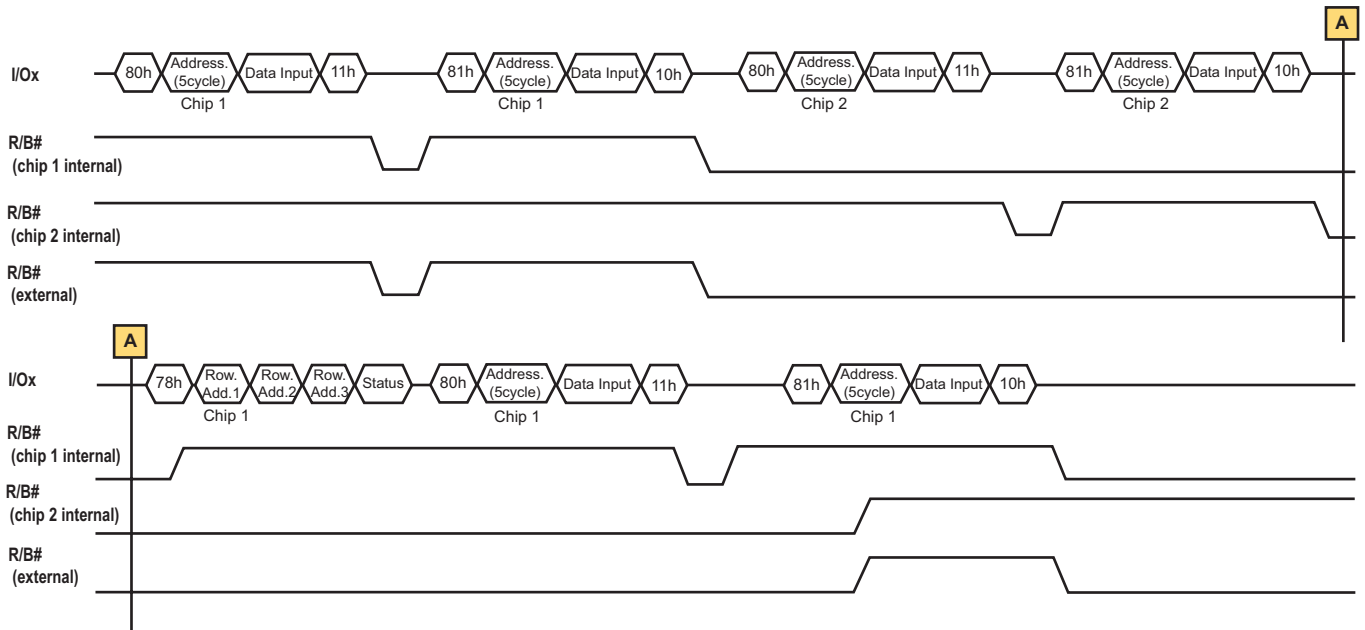 A
I/Ox
80h
Address.
(5cycle)
Data Input
11h
81h
Address.
(5cycle)
Data Input
10h
80h
Address.
(5cycle)
Data Input
11h
81h
Address.
(5cycle)
Data Input
10h
Chip 1
Chip 1
Chip 2
Chip 2
R/B#
(chip 1 internal)
R/B#
(chip 2 internal)
R/B#
(external)
A
I/Ox
78h
Row.
Add.1
Row.
Add.2
Row.
Add.3
Status
80h
Address.
(5cycle)
Data Input
11h
81h
Address.
(5cycle)
Data Input
10h
Chip 1
Chip 1
Chip 1
R/B#
(chip 1 internal)
R/B#
(chip 2 internal)
R/B#
(external)